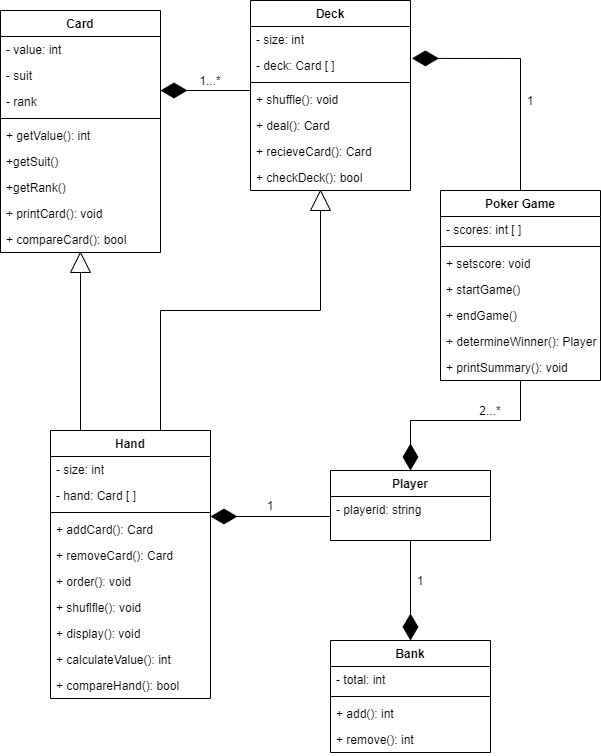 Card
- value: int
- suit
- rank
+ getValue(): int
+getSuit()
+getRank()
+ printCard(): void
+ compareCard(): bool
1...*
Deck
- size: int
- deck: Card [ ]
+ shuffle(): void
+ deal(): Card
+ recieveCard(): Card
+ checkDeck(): bool
1
Poker Game
- scores: int [ ]
+ setscore: void
+ startGame()
+ endGame()
+ determineWinner(): Player
+ printSummary(): void
2...*
Hand
- size: int
- hand: Card [ ]
+ addCard(): Card
+ removeCard(): Card
+ order(): void
+ shuflfle(): void
+ display(): void
+ calculateValue(): int
+ compareHand(): bool
1
Player
- playerid: string
1
Bank
- total: int
+ add(): int
+ remove(): int